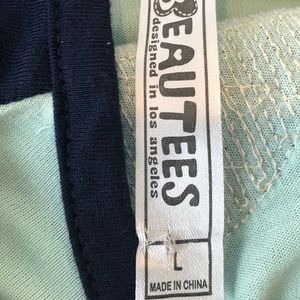 BEAUTEES
designed in los angeles
L
MADE IN CHINA